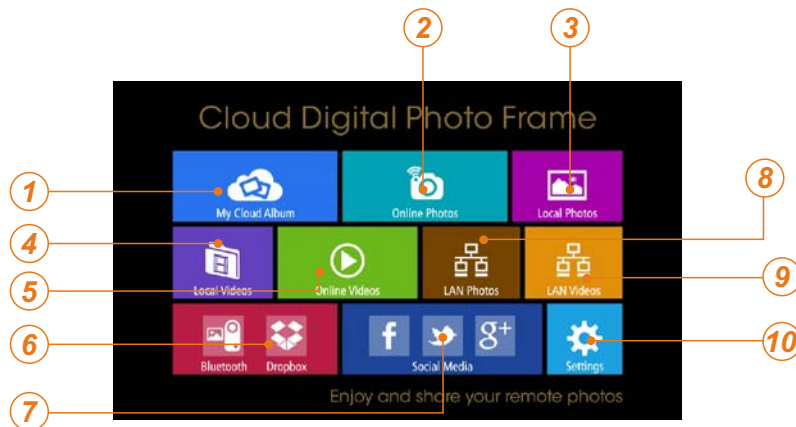 2 3
Cloud Digital Photo Frame
1 My Cloud Album Online Photos Local Photos 8
4 Local Videos Online Videos LAN Photos LAN Videos 9
5
6 Bluetooth Dropbox f g+ Social Media Settings 10
7 Enjoy and share your remote photos